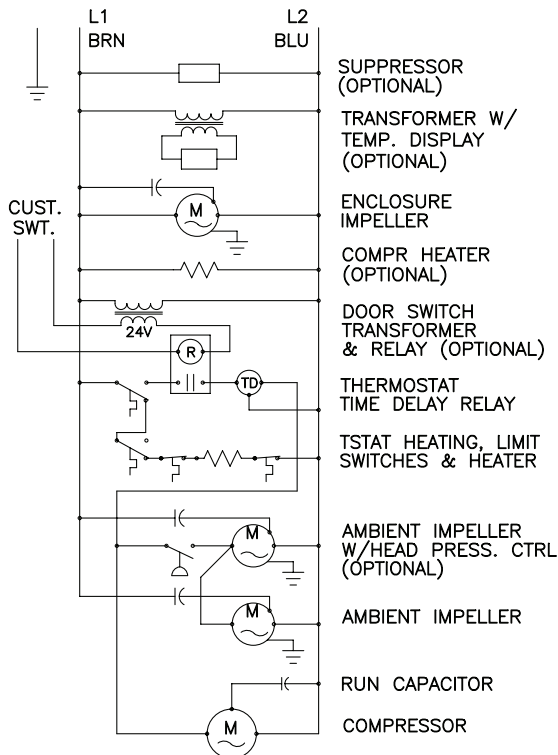 L1
L2
BRN
BLU
SUPPRESSOR
(OPTIONAL)
TRANSFORMER W/
TEMP. DISPLAY
(OPTIONAL)
CUST.
SWT.
M
ENCLOSURE
IMPELLER
COMPR HEATER
(OPTIONAL)
24V
DOOR SWITCH
TRANSFORMER
& RELAY (OPTIONAL)
R
TD
THERMOSTAT
TIME DELAY RELAY
TSTAT HEATING, LIMIT
SWITCHES & HEATER
M
AMBIENT IMPELLER
W/HEAD PRESS. CTRL
(OPTIONAL)
M
AMBIENT IMPELLER
RUN CAPACITOR
M
COMPRESSOR